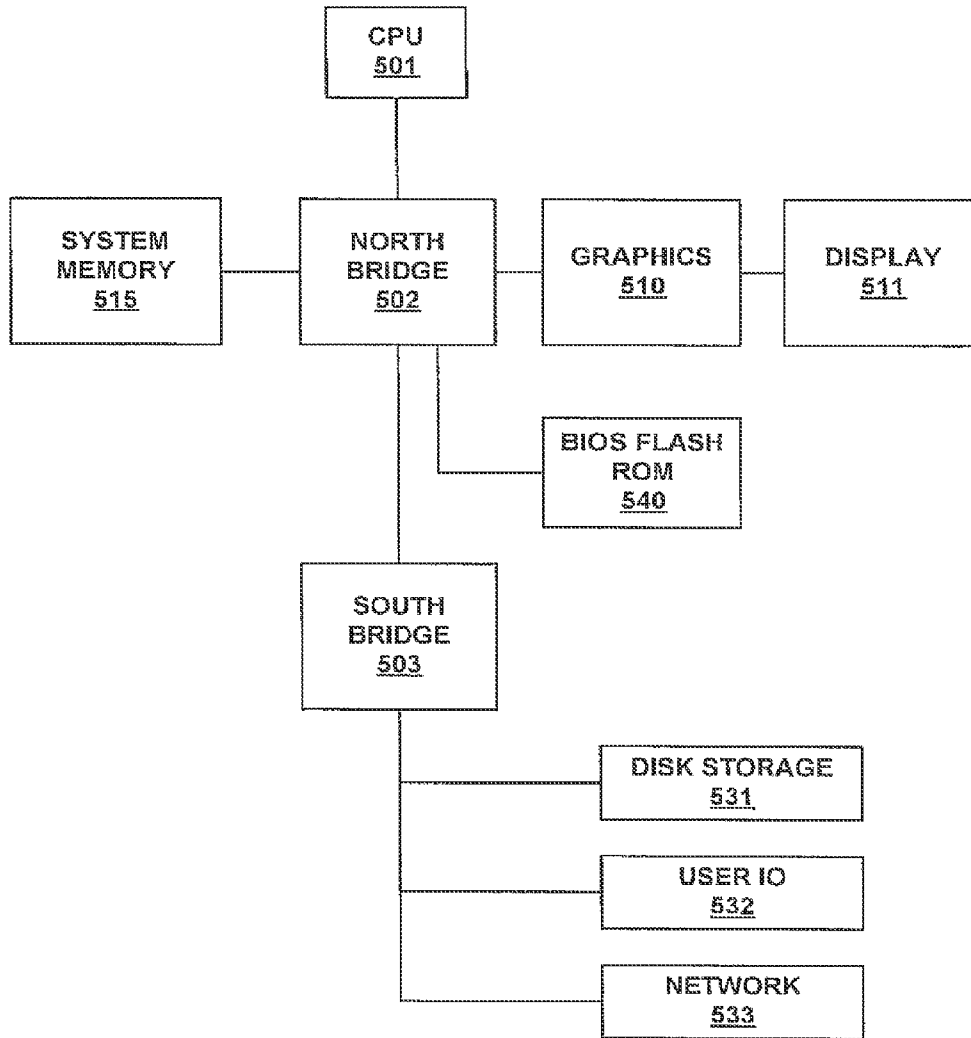 CPU
501
SYSTEM
MEMORY
515
NORTH
BRIDGE
502
GRAPHICS
510
DISPLAY
511
BIOS FLASH
ROM
540
SOUTH
BRIDGE
503
DISK STORAGE
531
USER IO
532
NETWORK
533